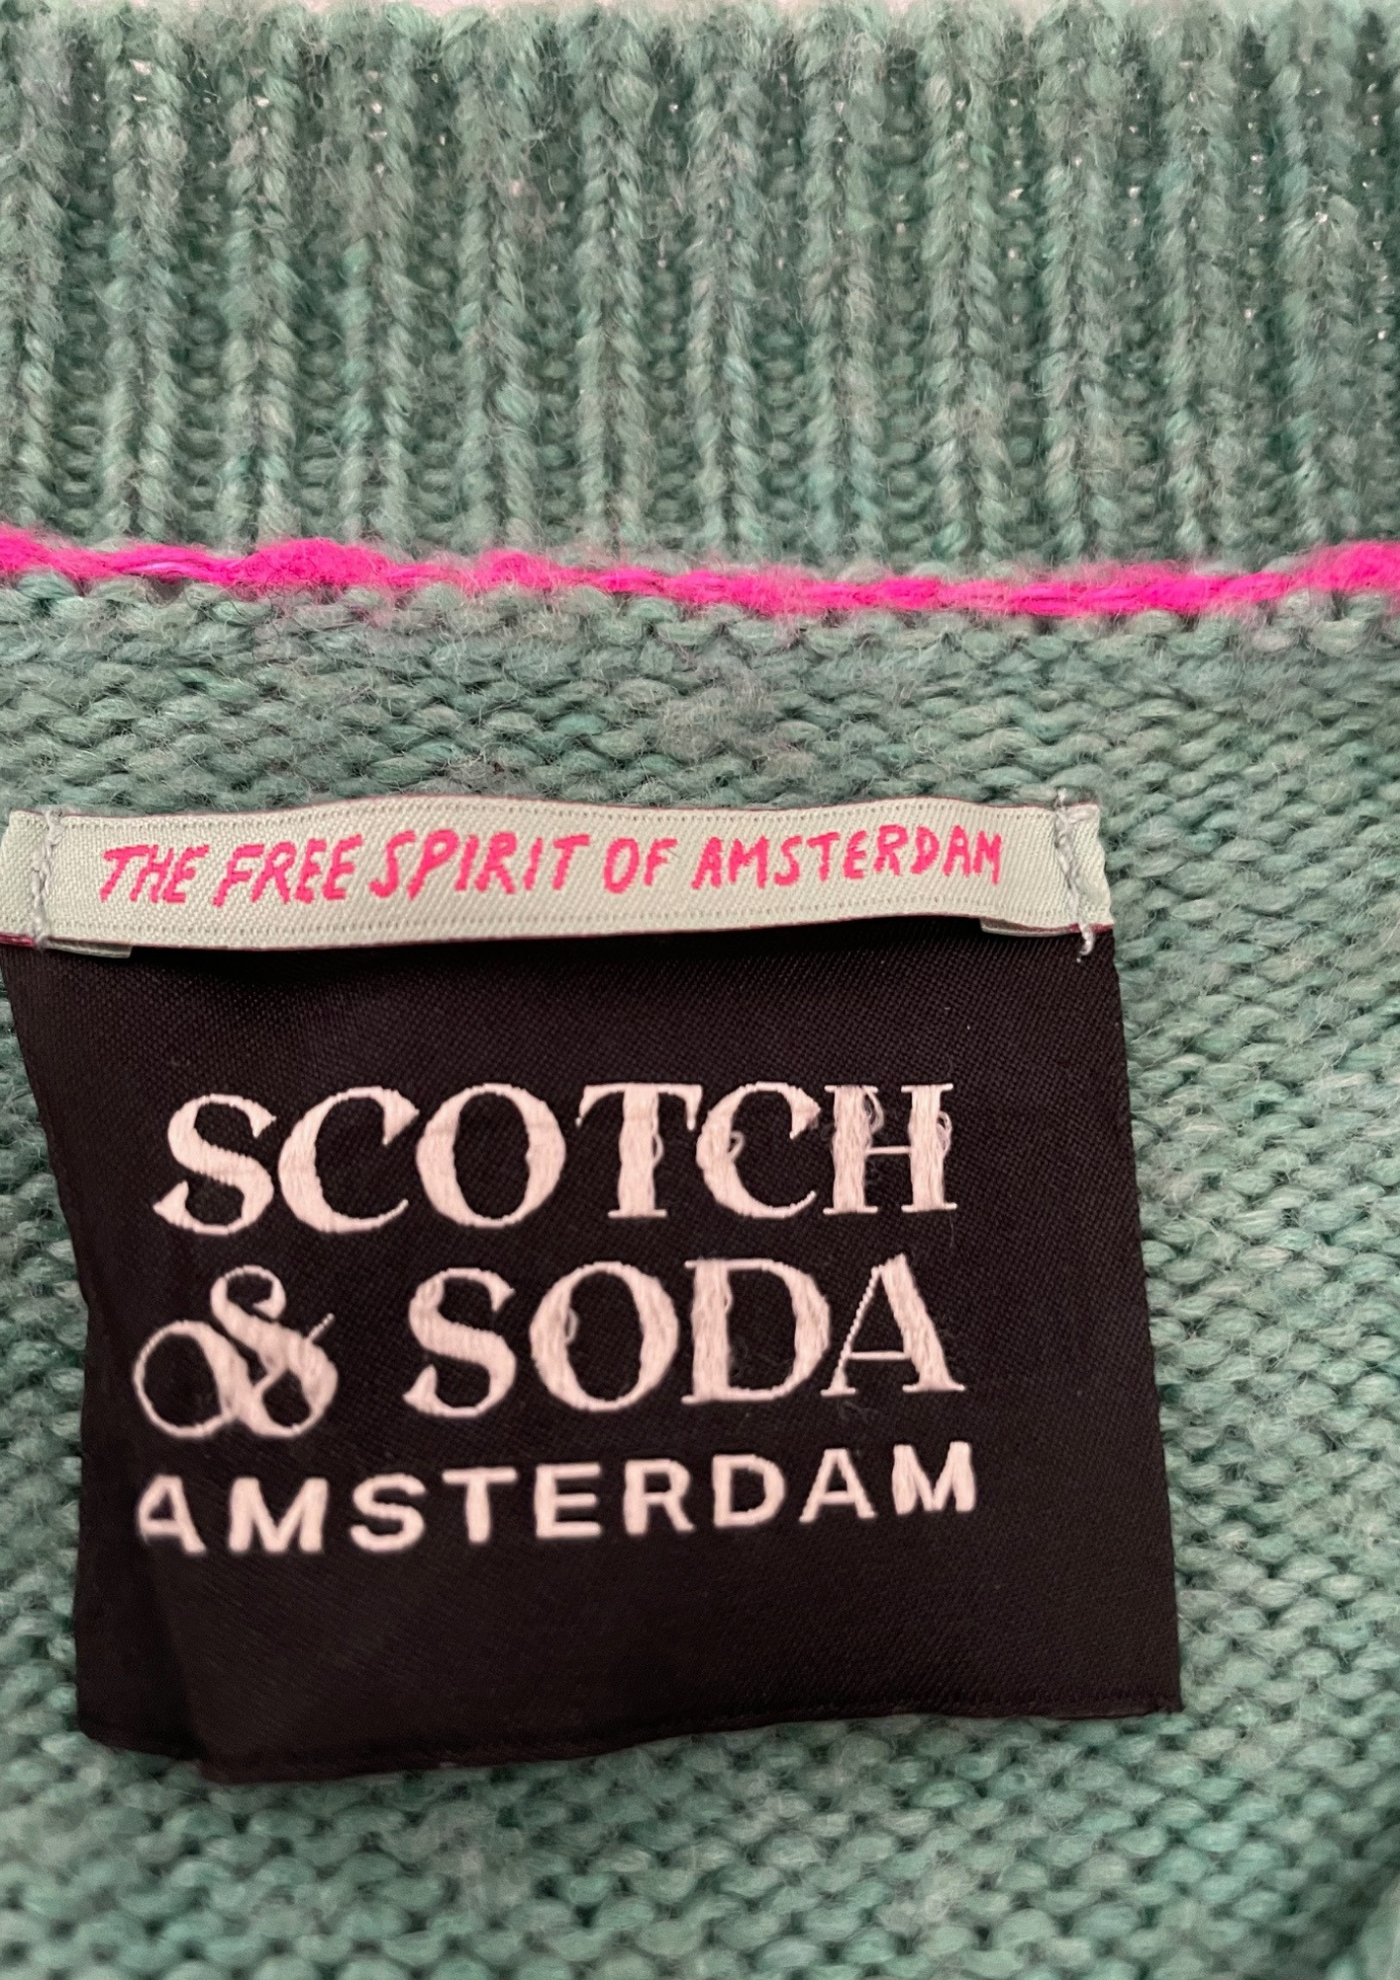 THE FREE SPIRIT OF AMSTERDAM
SCOTCH
& SODA
AMSTERDAM